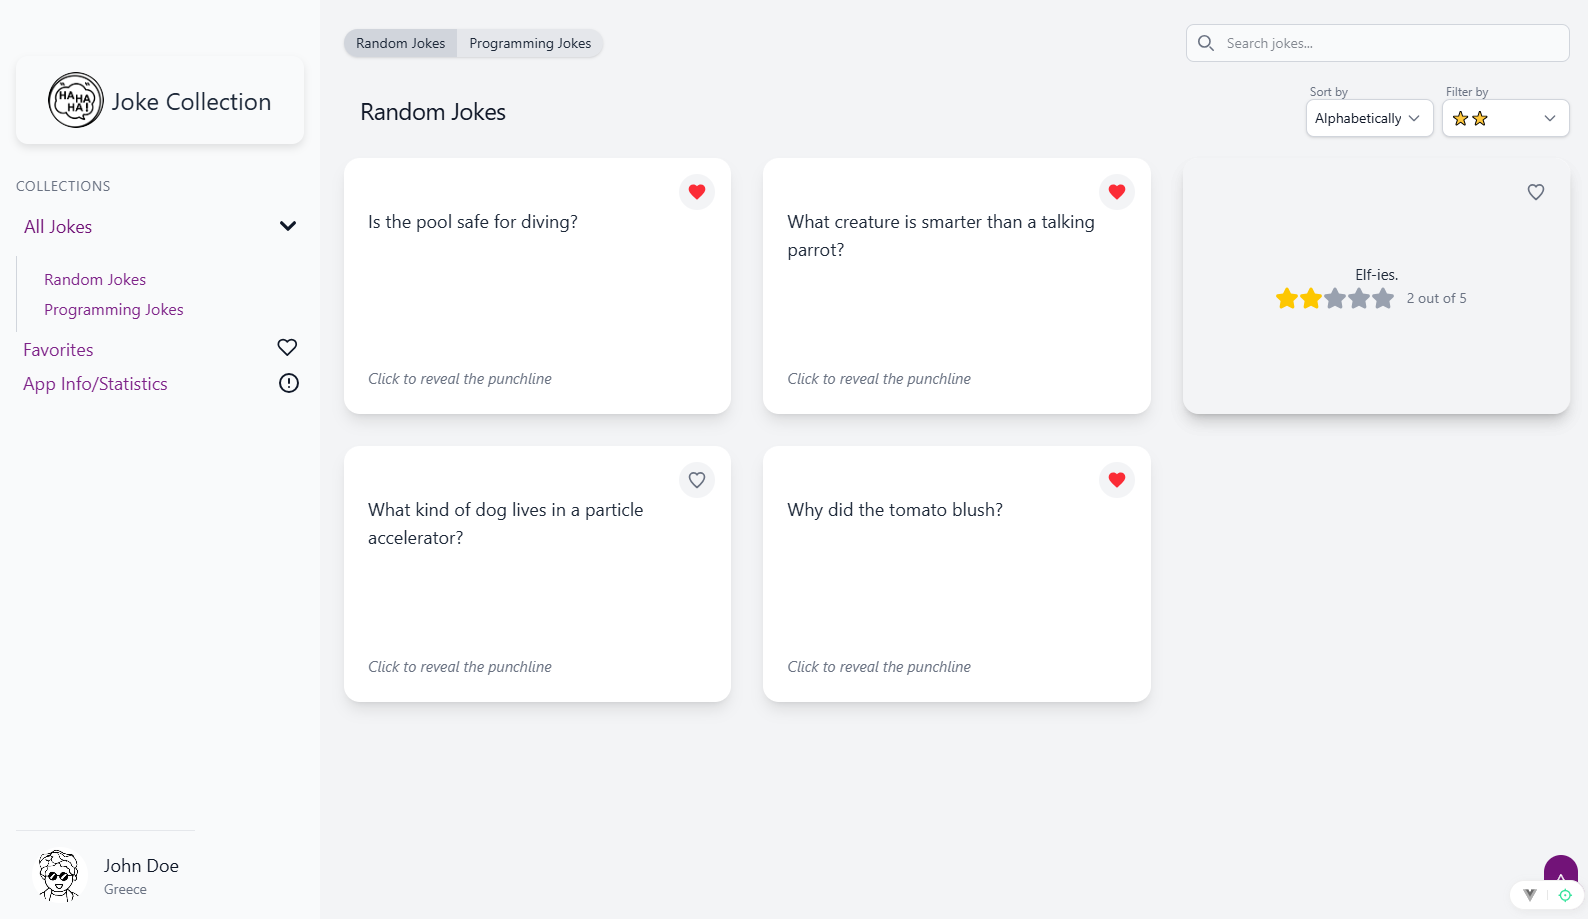 HA HA HA!
Joke Collection
COLLECTIONS
All Jokes
Random Jokes
Programming Jokes
Favorites
App Info/Statistics
John Doe
Greece
Random Jokes Programming Jokes
Search jokes...
Random Jokes
Sort by
Alphabetically
Filter by
Is the pool safe for diving?
Click to reveal the punchline
What creature is smarter than a talking
parrot?
Click to reveal the punchline
Elf-ies.
2 out of 5
What kind of dog lives in a particle
accelerator?
Click to reveal the punchline
Why did the tomato blush?
Click to reveal the punchline